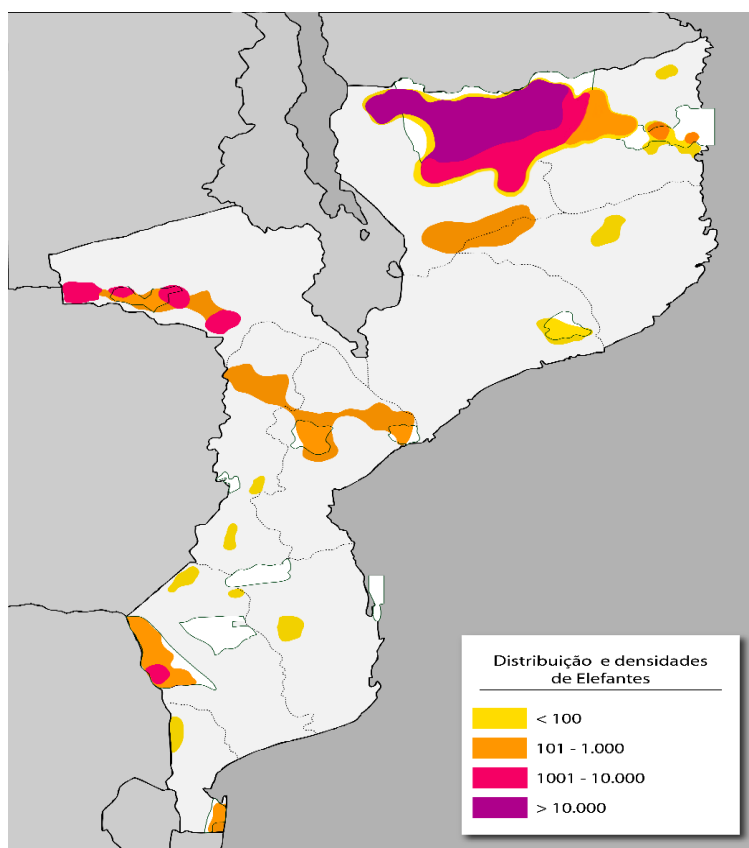 Distribuição e densidades
de Elefantes
< 100
101 - 1.000
1001 - 10.000
> 10.000